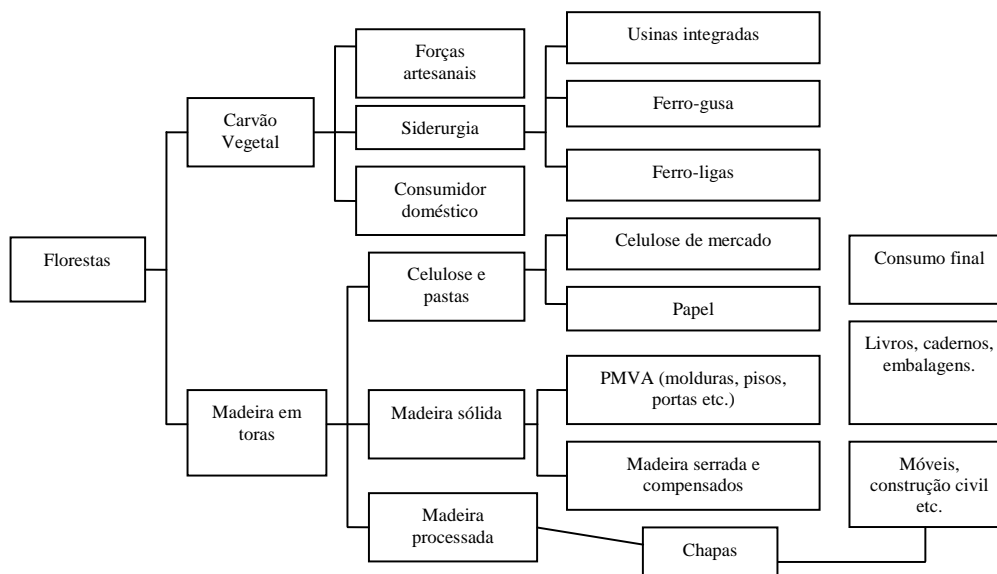 Florestas
Carvão
Vegetal
Forças
artesanais
Siderurgia
Usinas integradas
Ferro-gusa
Ferro-ligas
Consumidor
doméstico
Madeira em
toras
Celulose e
pastas
Celulose de mercado
Papel
Madeira sólida
PMVA (molduras, pisos,
portas etc.)
Madeira serrada e
compensados
Madeira
processada
Chapas
Consumo final
Livros, cadernos,
embalagens.
Móveis,
construção civil
etc.